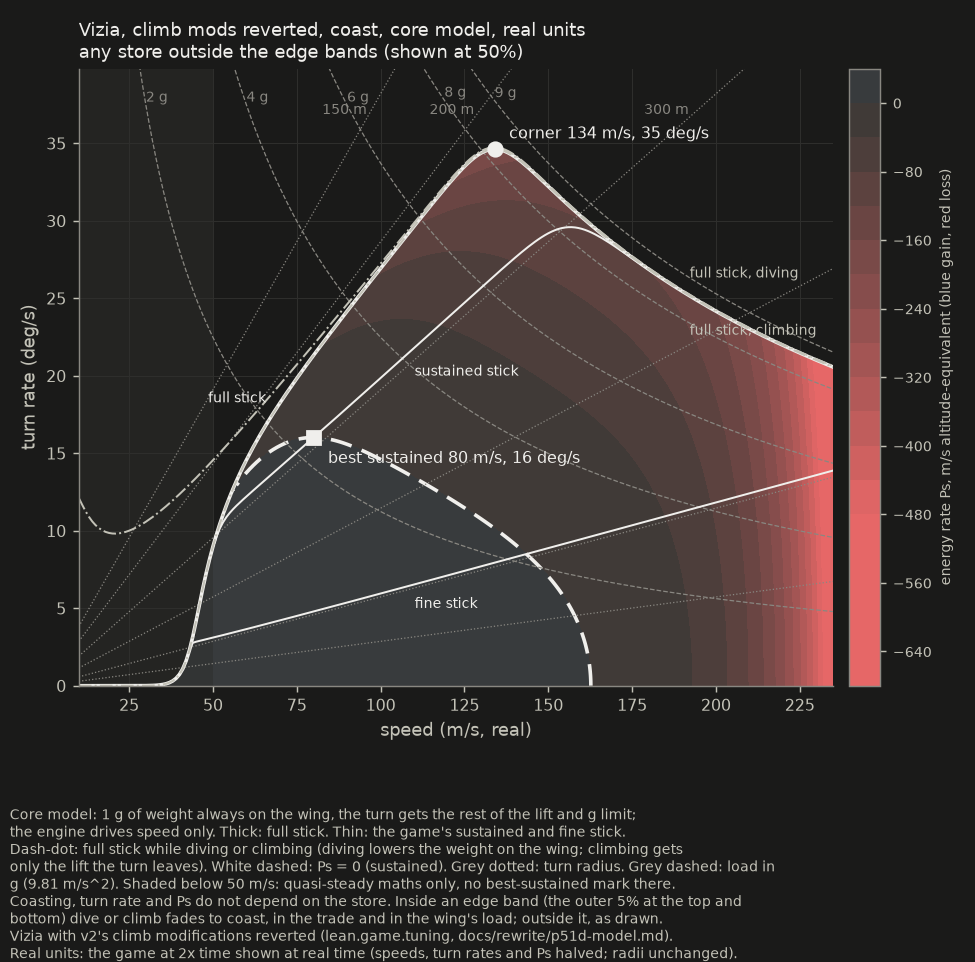 Vizia, climb mods reverted, coast, core model, real units
any store outside the edge bands (shown at 50%)
2 g
4 g
6 g
8 g
9 g
150 m
200 m
300 m
corner 134 m/s, 35 deg/s
full stick, diving
full stick, climbing
sustained stick
full stick
best sustained 80 m/s, 16 deg/s
fine stick
turn rate (deg/s)
35
30
25
20
15
10
5
0
25
50
75
100
125
150
175
200
225
speed (m/s, real)
0
−80
−160
−240
−320
−400
−480
−560
−640
energy rate Ps, m/s altitude-equivalent (blue gain, red loss)
Core model: 1 g of weight always on the wing, the turn gets the rest of the lift and g limit;
the engine drives speed only. Thick: full stick. Thin: the game's sustained and fine stick.
Dash-dot: full stick while diving or climbing (diving lowers the weight on the wing; climbing gets
only the lift the turn leaves). White dashed: Ps = 0 (sustained). Grey dotted: turn radius. Grey dashed: load in
g (9.81 m/s^2). Shaded below 50 m/s: quasi-steady maths only, no best-sustained mark there.
Coasting, turn rate and Ps do not depend on the store. Inside an edge band (the outer 5% at the top and
bottom) dive or climb fades to coast, in the trade and in the wing's load; outside it, as drawn.
Vizia with v2's climb modifications reverted (lean.game.tuning, docs/rewrite/p51d-model.md).
Real units: the game at 2x time shown at real time (speeds, turn rates and Ps halved; radii unchanged).